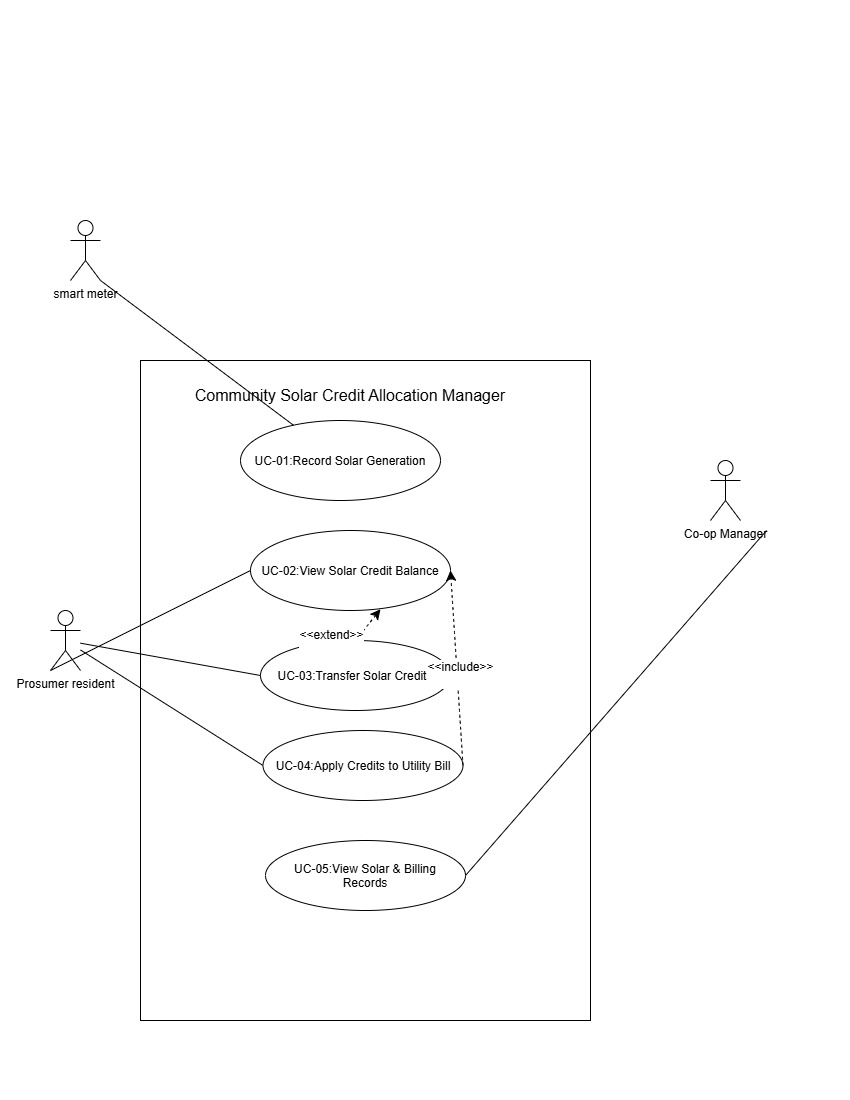 smart meter
Community Solar Credit Allocation Manager
UC-01:Record Solar Generation
Co-op Manager
UC-02:View Solar Credit Balance
<<extend>>
<<include>>
UC-03:Transfer Solar Credit
Prosumer resident
UC-04:Apply Credits to Utility Bill
UC-05:View Solar & Billing
Records